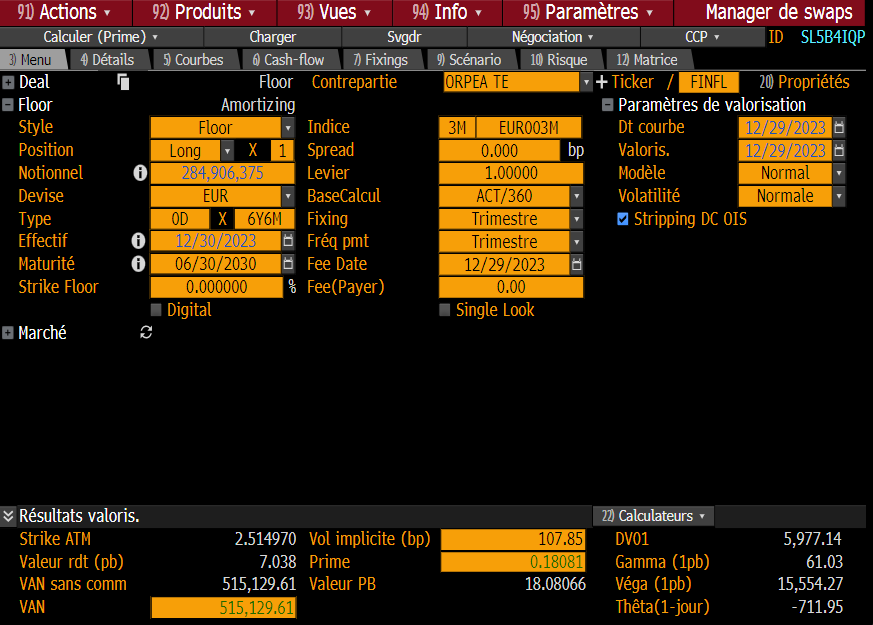 91) Actions 92) Produits 93) Vues 94) Info 95) Paramètres Manager de swaps
Calculer (Prime) Charger Svgdr Négociation CCP ID SL5B4IQP
3) Menu 4) Détails 5) Courbes 6) Cash-flow 7) Fixings 9) Scénario 10) Risque 12) Matrice
Deal Floor Contrepartie ORPEA TE Ticker / FINFL 20) Propriétés
Floor Amortizing Paramètres de valorisation
Style Floor Indice 3M EUR003M Dt courbe 12/29/2023
Position Long X 1 Spread 0.000 bp Valoris. 12/29/2023
Notionnel 284,906,375 Levier 1.00000 Modèle Normal
Devise EUR BaseCalcul ACT/360 Volatilité Normale
Type 0D X 6Y6M Fixing Trimestre Stripping DC OIS
Effectif 12/30/2023 Fréq pmt Trimestre
Maturité 06/30/2030 Fee Date 12/29/2023
Strike Floor 0.000000 % Fee(Payer) 0.00
Digital Single Look
Marché
Résultats valoris. 22) Calculateurs
Strike ATM 2.514970 Vol implicite (bp) 107.85 DV01 5,977.14
Valeur rdt (pb) 7.038 Prime 0.18081 Gamma (1pb) 61.03
VAN sans comm 515,129.61 Valeur PB 18.08066 Véga (1pb) 15,554.27
VAN 515,129.61 Thêta(1-jour) -711.95